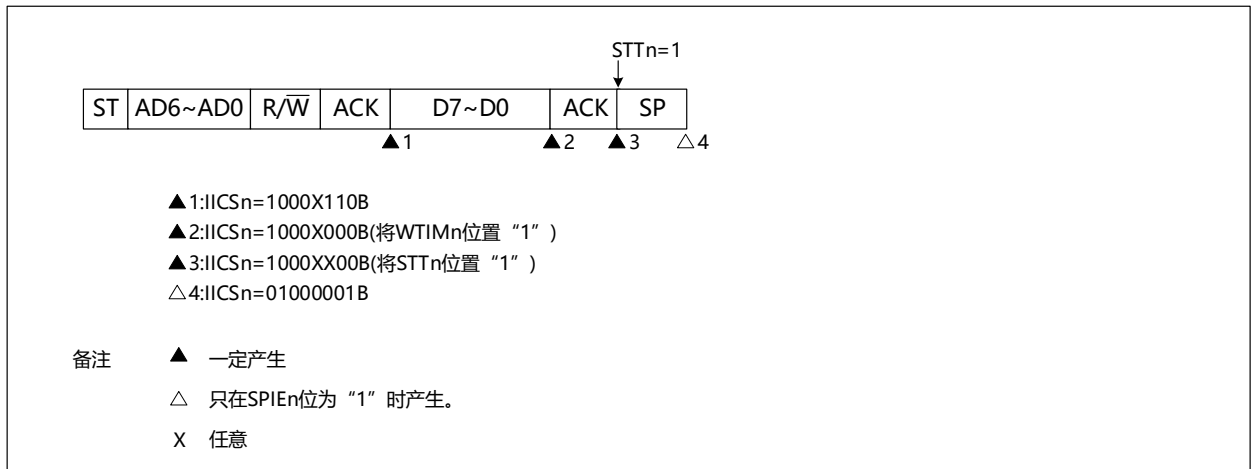 STTn=1
ST AD6~AD0 R/W̅ ACK D7~D0 ACK SP
▲1 ▲2 ▲3 △4
▲1:IICSn=1000X110B
▲2:IICSn=1000X000B(将WTIMn位置“1”)
▲3:IICSn=1000XX00B(将STTn位置“1”)
△4:IICSn=01000001B
备注 ▲ 一定产生
△ 只在SPIEn位为“1”时产生。
X 任意